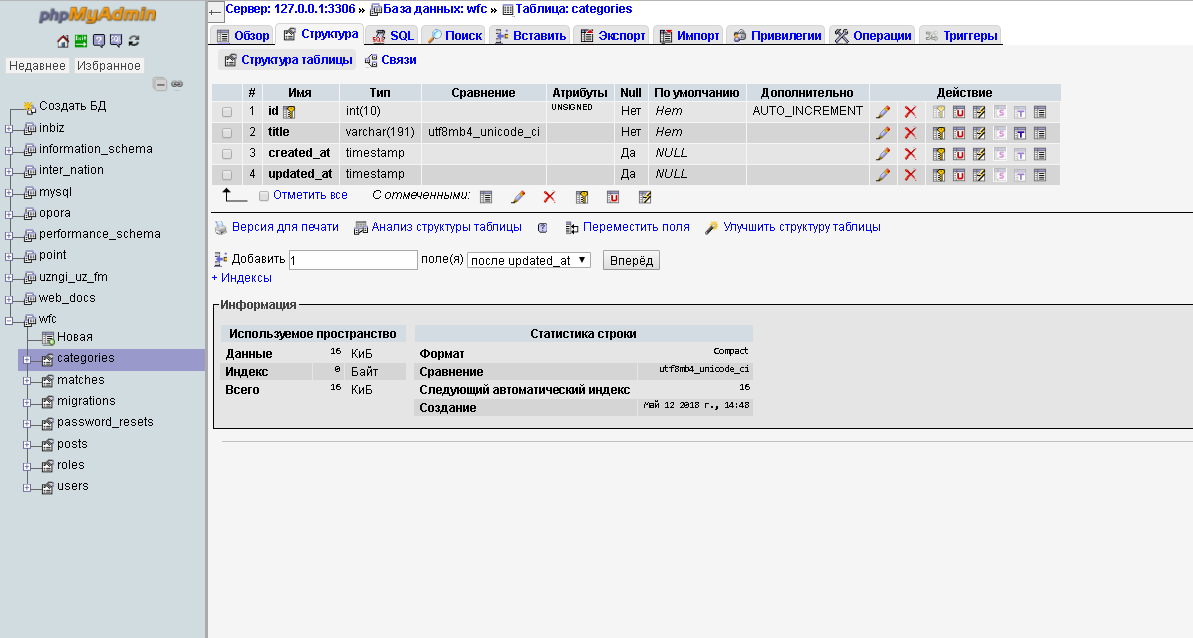 phpMyAdmin
Недавнее Избранное
Создать БД
inbiz
information_schema
inter_nation
mysql
opora
performance_schema
point
uzngi_uz_fm
web_docs
wfc
Новая
categories
matches
migrations
password_resets
posts
roles
users
Сервер: 127.0.0.1:3306 » База данных: wfc » Таблица: categories
Обзор Структура SQL Поиск Вставить Экспорт Импорт Привилегии Операции Триггеры
Структура таблицы Связи
# Имя Тип Сравнение Атрибуты Null По умолчанию Дополнительно Действие
1 id int(10) UNSIGNED Нет Нет AUTO_INCREMENT
2 title varchar(191) utf8mb4_unicode_ci Нет Нет
3 created_at timestamp Да NULL
4 updated_at timestamp Да NULL
Отметить все С отмеченными:
Версия для печати Анализ структуры таблицы Переместить поля Улучшить структуру таблицы
Добавить 1 поле(я) после updated_at Вперёд
+ Индексы
Информация
Используемое пространство
Данные 16 КиБ
Индекс 0 Байт
Всего 16 КиБ
Статистика строки
Формат Compact
Сравнение utf8mb4_unicode_ci
Следующий автоматический индекс 16
Создание Май 12 2018 г., 14:48